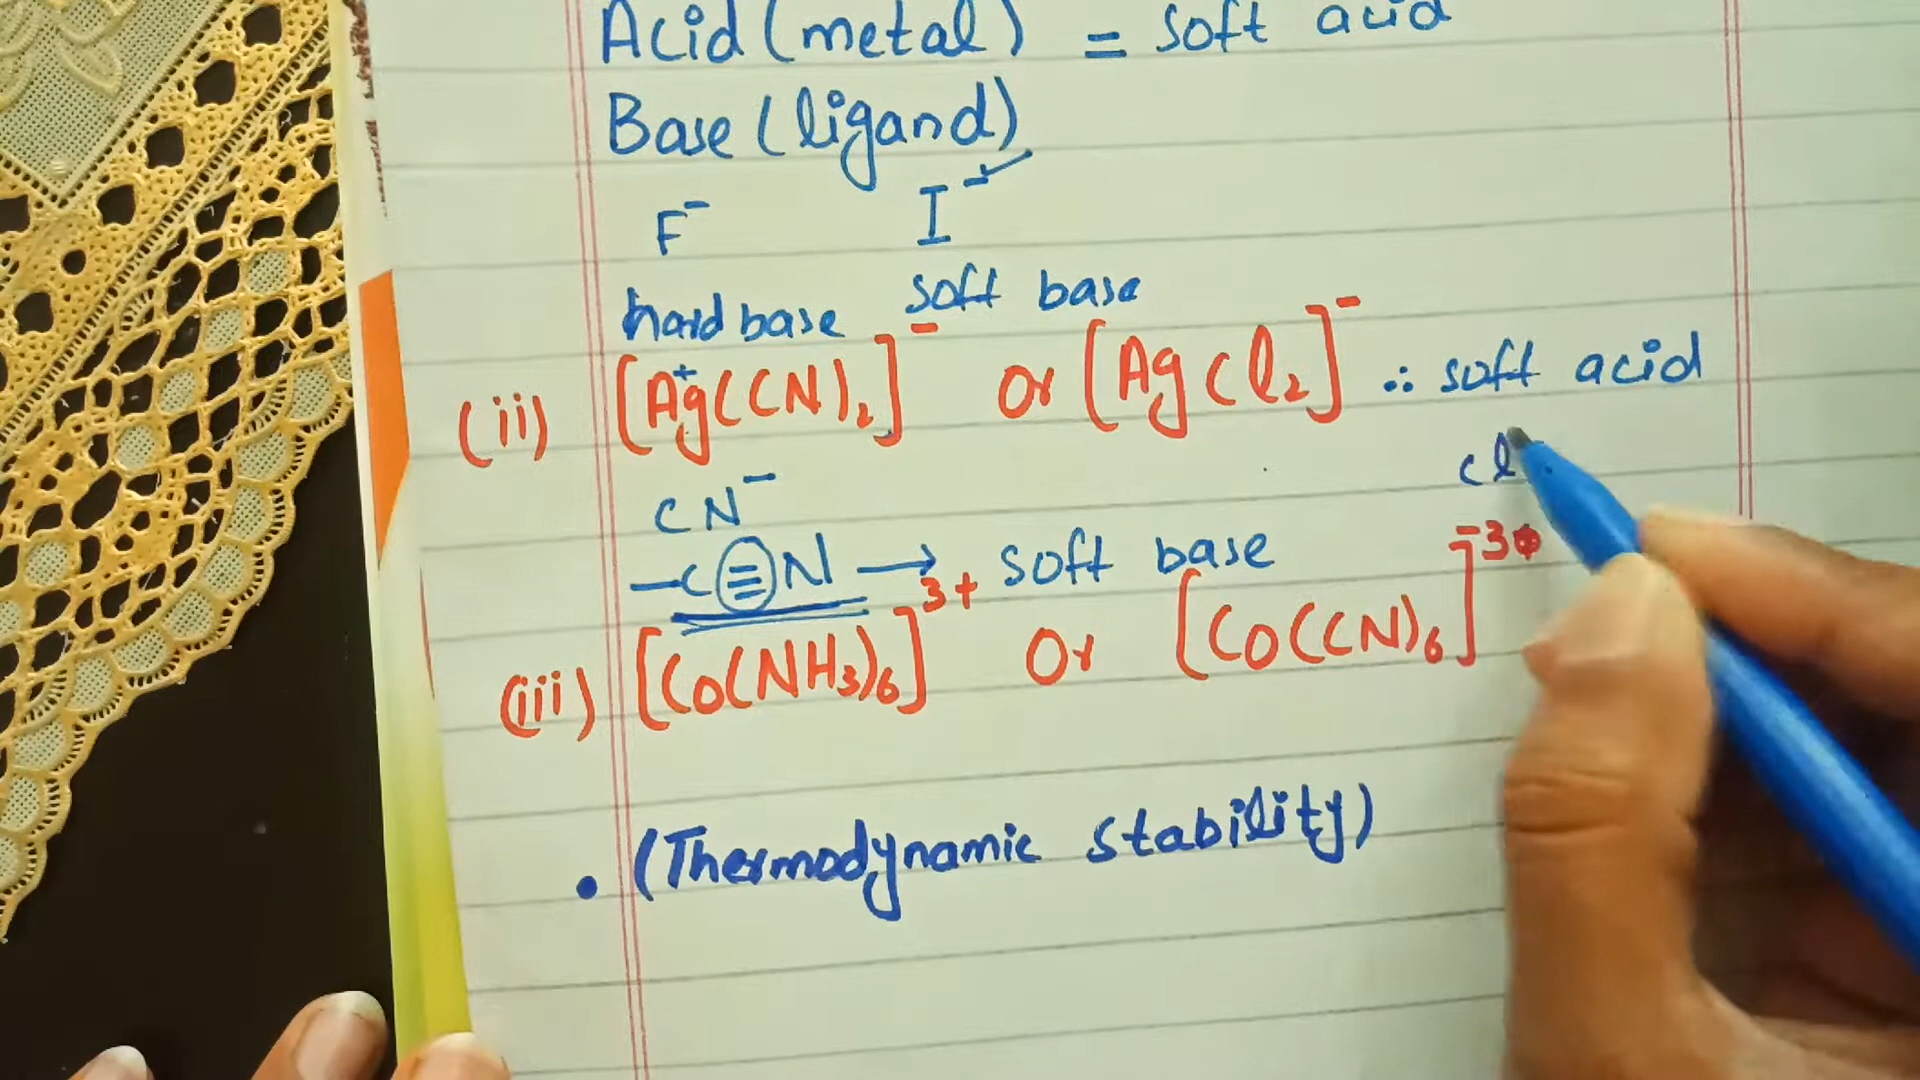 Acid (metal) = soft acid
Base (ligand)
F⁻ I⁻
hard base soft base
(ii) [Ag⁺(CN)₂]⁻ Or [AgCl₂]⁻ ∴ soft acid
CN⁻ Cl
–C≡N → soft base
(iii) [Co(NH₃)₆]³⁺ Or [Co(CN)₆]⁻³
• (Thermodynamic stability)